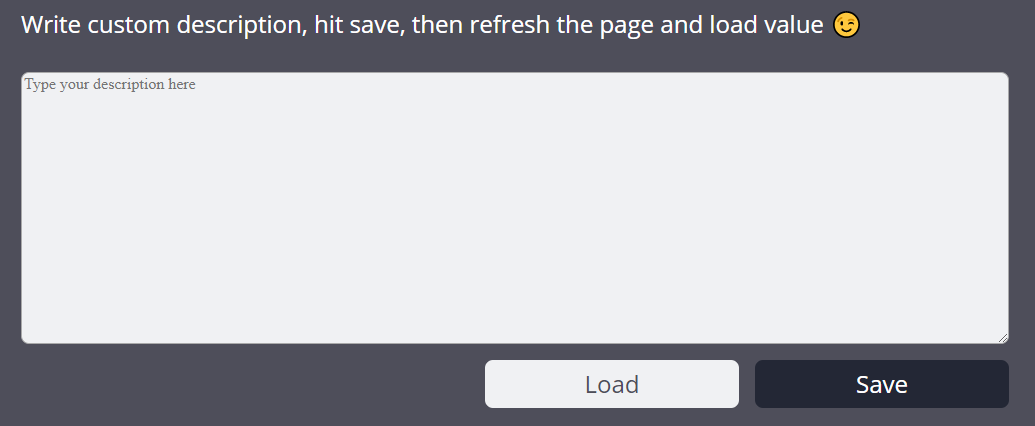 Write custom description, hit save, then refresh the page and load value 😉
Type your description here
Load
Save